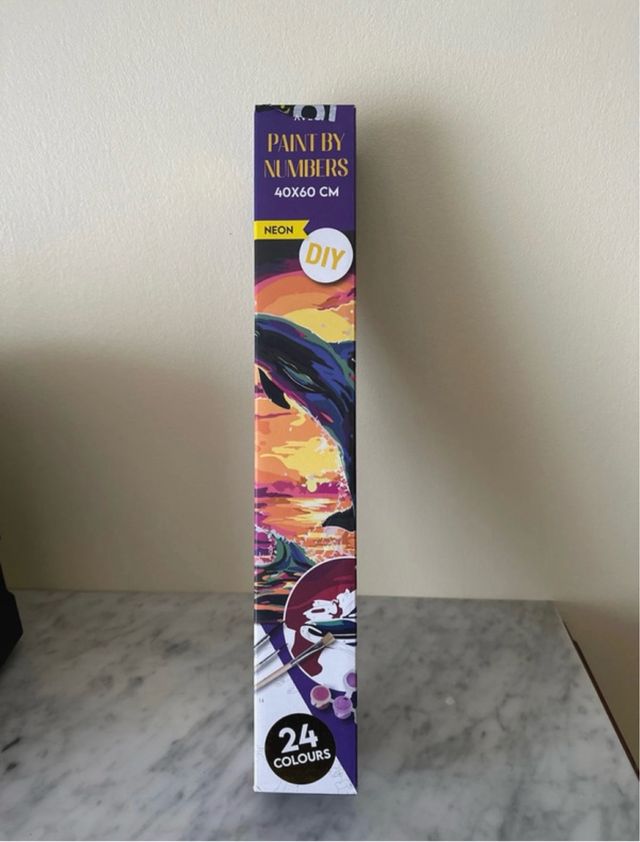 PAINT BY
NUMBERS
40X60 CM
NEON
DIY
24
COLOURS